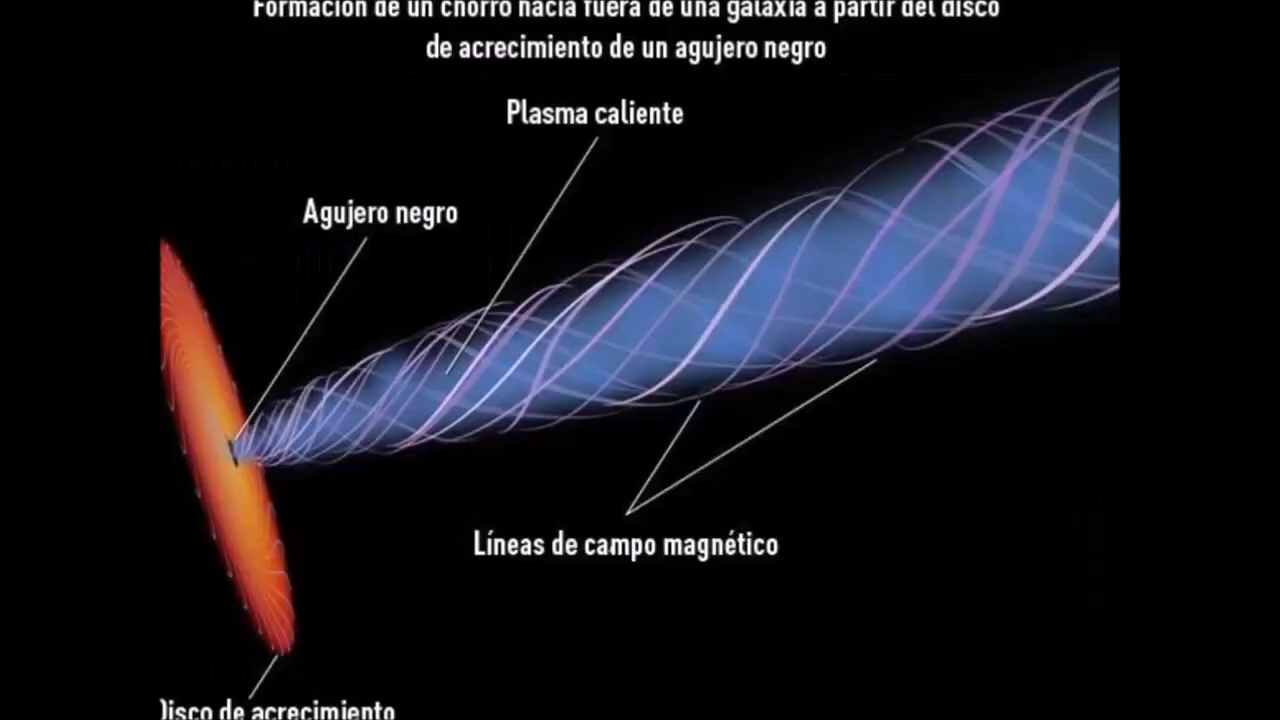 Formación de un chorro hacia fuera de una galaxia a partir del disco
de acrecimiento de un agujero negro
Plasma caliente
Agujero negro
Líneas de campo magnético
Disco de acrecimiento